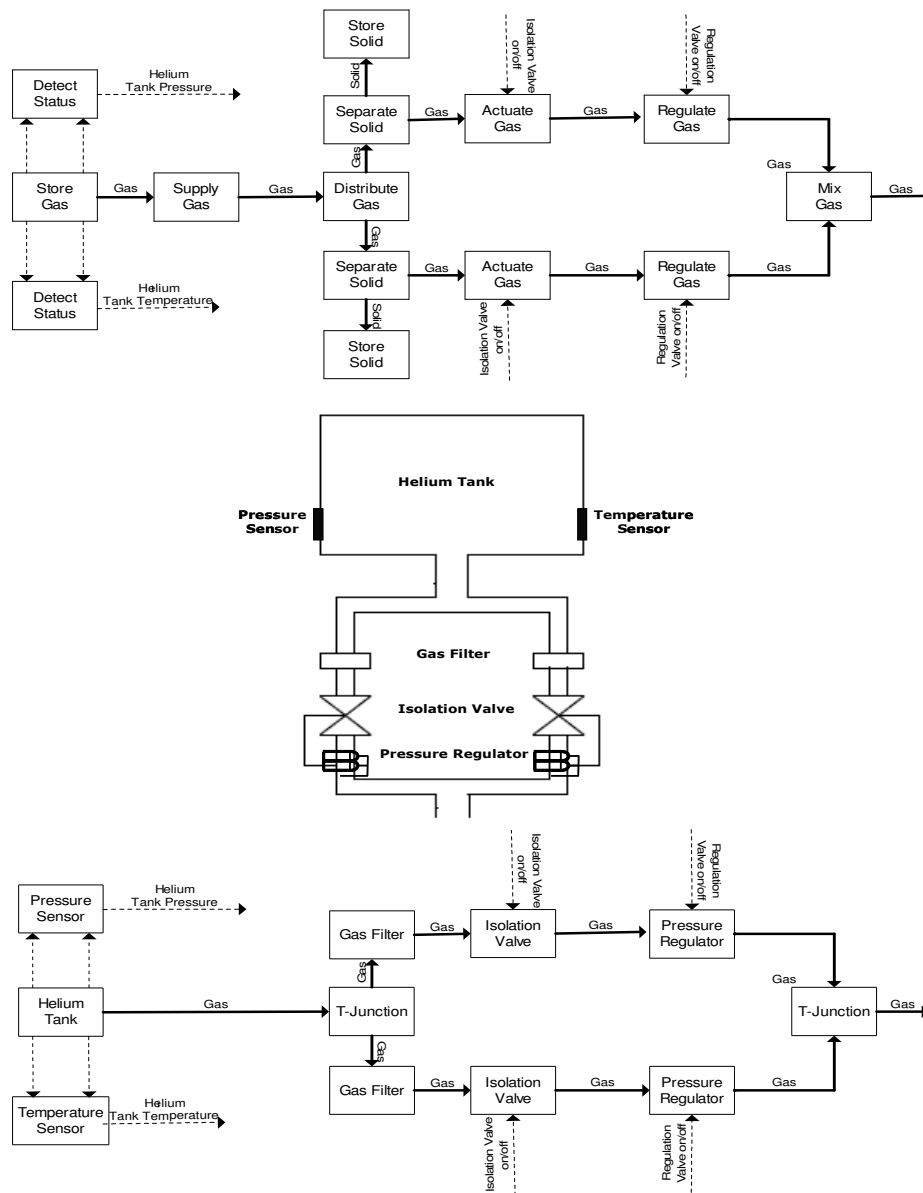 Store
Solid
Isolation Valve
on/off
Regulation
Valve on/off
Detect
Status
Helium
Tank Pressure
Solid
Separate
Solid
Gas
Actuate
Gas
Gas
Regulate
Gas
Gas
Gas
Store
Gas
Gas
Supply
Gas
Gas
Distribute
Gas
Mix
Gas
Gas
Gas
Separate
Solid
Gas
Actuate
Gas
Gas
Regulate
Gas
Gas
Detect
Status
Helium
Tank Temperature
Solid
Store
Solid
Isolation Valve
on/off
Regulation
Valve on/off
Helium Tank
Pressure
Sensor
Temperature
Sensor
Gas Filter
Isolation Valve
Pressure Regulator
Isolation Valve
on/off
Regulation
Valve on/off
Pressure
Sensor
Helium
Tank Pressure
Gas Filter
Gas
Isolation
Valve
Gas
Pressure
Regulator
Gas
Gas
Helium
Tank
Gas
T-Junction
T-Junction
Gas
Gas
Gas Filter
Gas
Isolation
Valve
Gas
Pressure
Regulator
Gas
Temperature
Sensor
Helium
Tank Temperature
Isolation Valve
on/off
Regulation
Valve on/off